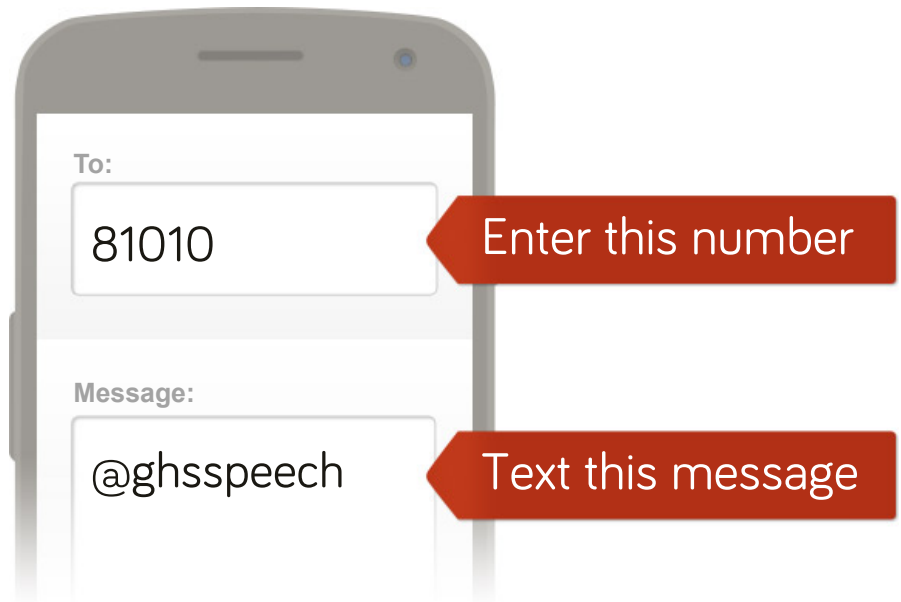 To:
81010
Enter this number
Message:
@ghsspeech
Text this message